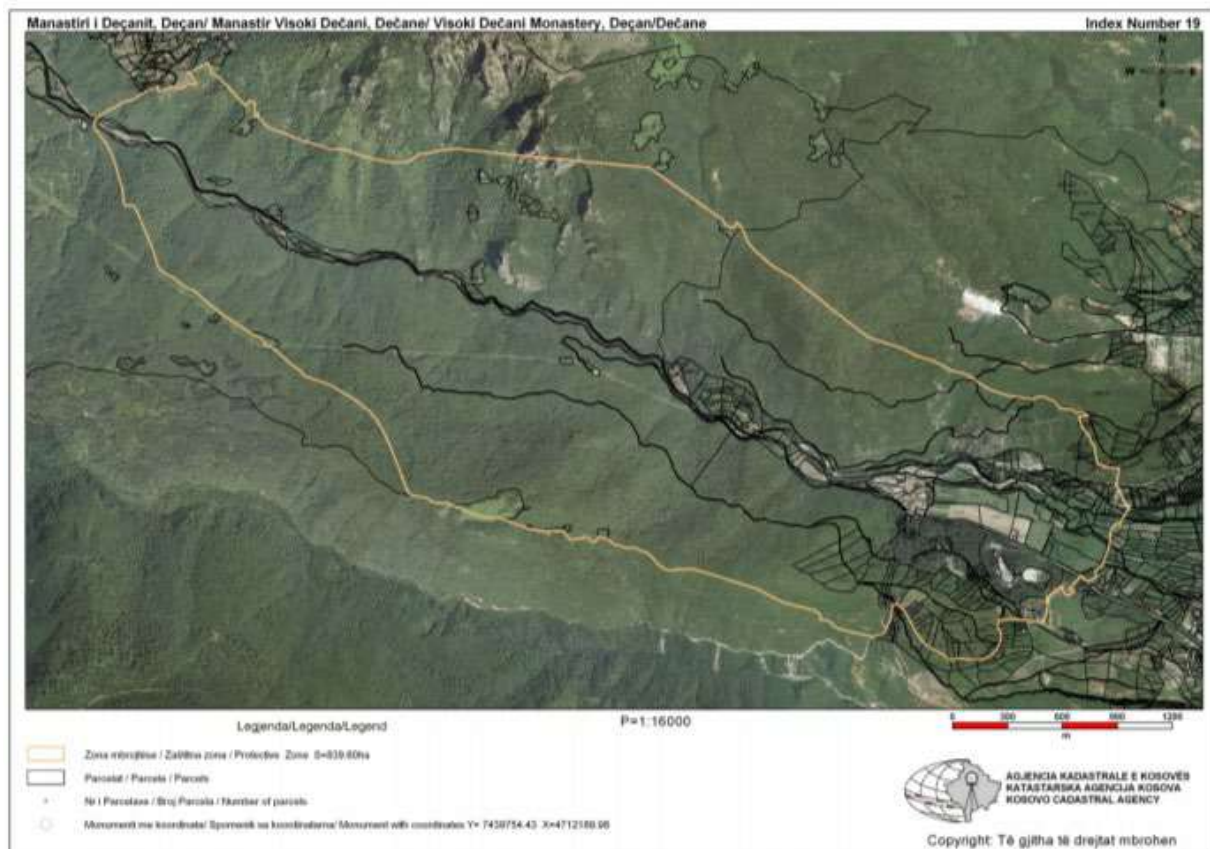 Manastiri i Deçanit, Deçan/ Manastir Visoki Dečani, Dečane/ Visoki Dečani Monastery, Deçan/Dečane
Index Number 19
N
W E
S
Legjenda/Legenda/Legend
P=1:16000
0 300 600 900 1200
m
Zona mbrojtëse / Zaštitna zona / Protective Zone S=839.60ha
Parcelat / Parcele / Parcels
Nr i Parcelave / Broj Parcela / Number of parcels
Monumenti me koordinata/ Spomenik sa koordinatama/ Monument with coordinates Y= 7439754.43 X=4712188.96
AGJENCIA KADASTRALE E KOSOVËS
KATASTARSKA AGENCIJA KOSOVA
KOSOVO CADASTRAL AGENCY
Copyright: Të gjitha të drejtat mbrohen